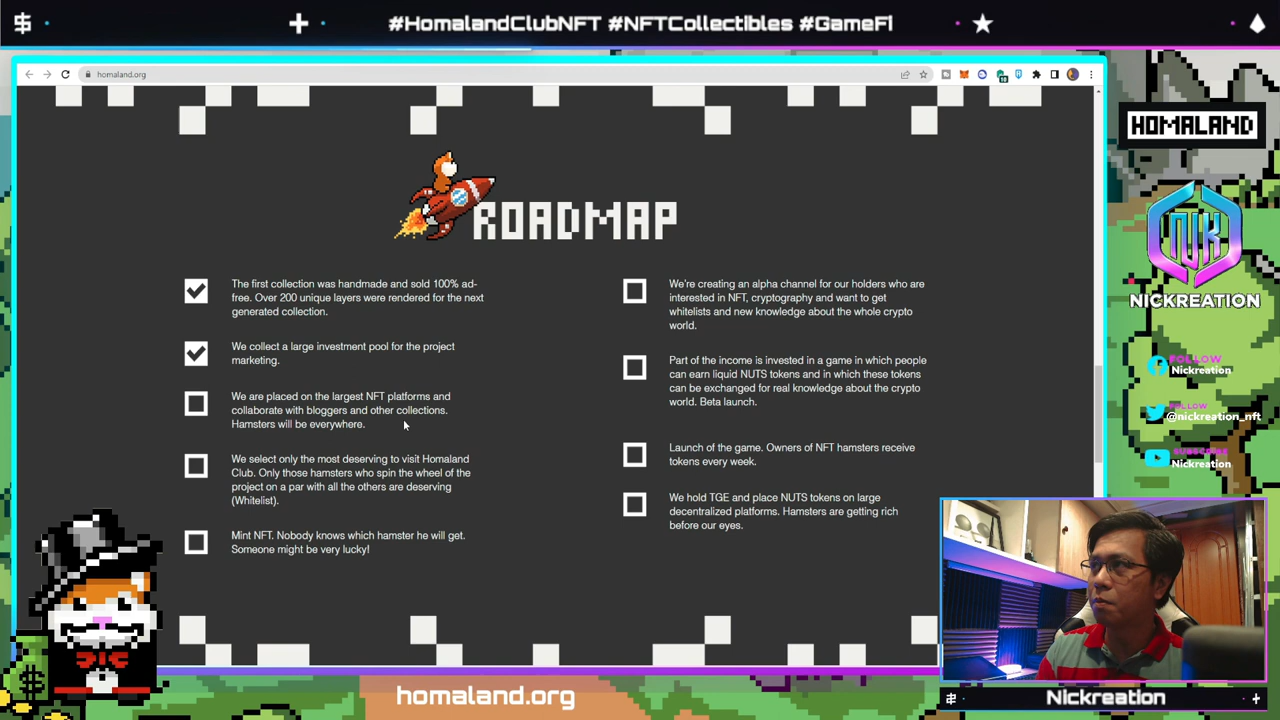 #HomalandClubNFT #NFTCollectibles #GameFi
homaland.org
HOMALAND
ROADMAP
NICKREATION
The first collection was handmade and sold 100% ad-
free. Over 200 unique layers were rendered for the next
generated collection.
We collect a large investment pool for the project
marketing.
We are placed on the largest NFT platforms and
collaborate with bloggers and other collections.
Hamsters will be everywhere.
We select only the most deserving to visit Homaland
Club. Only those hamsters who spin the wheel of the
project on a par with all the others are deserving
(Whitelist).
Mint NFT. Nobody knows which hamster he will get.
Someone might be very lucky!
We're creating an alpha channel for our holders who are
interested in NFT, cryptography and want to get
whitelists and new knowledge about the whole crypto
world.
Part of the income is invested in a game in which people
can earn liquid NUTS tokens and in which these tokens
can be exchanged for real knowledge about the crypto
world. Beta launch.
Launch of the game. Owners of NFT hamsters receive
tokens every week.
We hold TGE and place NUTS tokens on large
decentralized platforms. Hamsters are getting rich
before our eyes.
FOLLOW
Nickreation
FOLLOW
@nickreation_nft
SUBSCRIBE
Nickreation
homaland.org
Nickreation